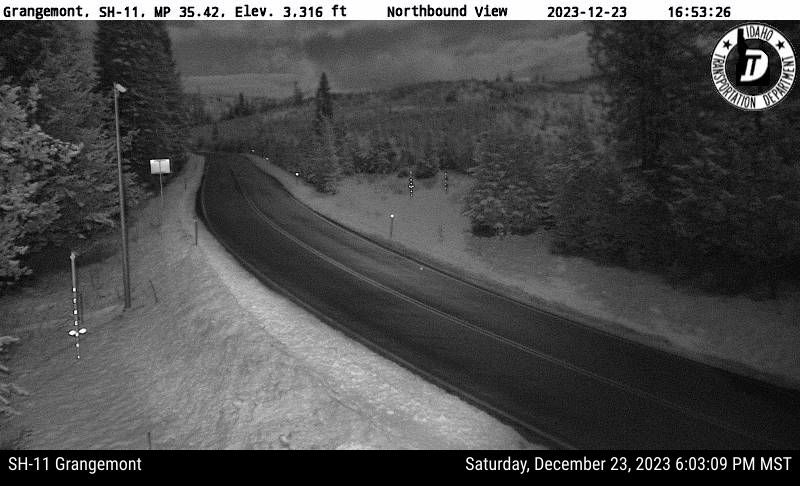 Grangemont, SH-11, MP 35.42, Elev. 3,316 ft Northbound View 2023-12-23 16:53:26
IDAHO
TRANSPORTATION DEPARTMENT
SH-11 Grangemont Saturday, December 23, 2023 6:03:09 PM MST